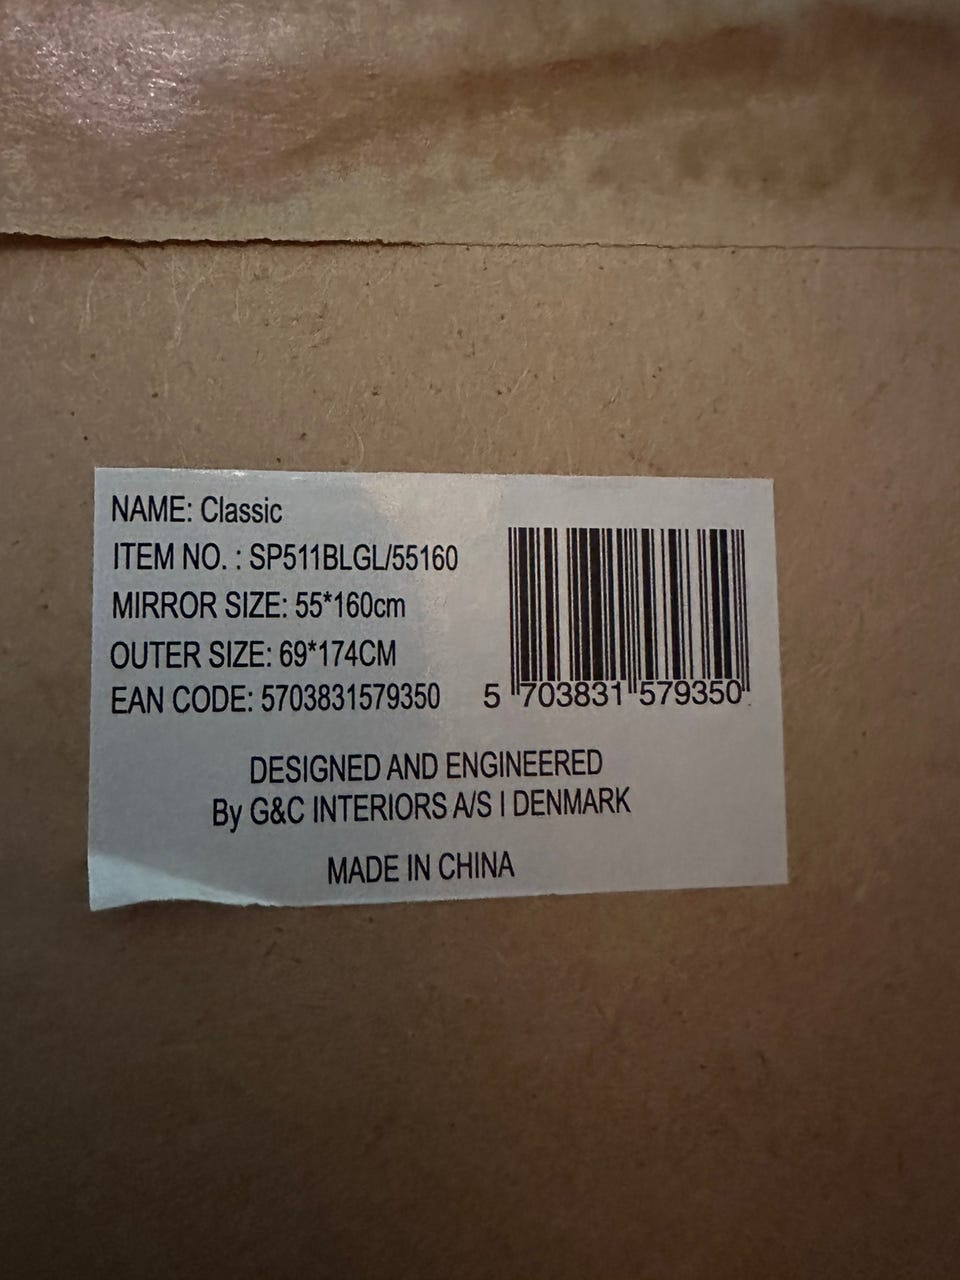 NAME: Classic
ITEM NO. : SP511BLGL/55160
MIRROR SIZE: 55*160cm
OUTER SIZE: 69*174CM
EAN CODE: 5703831579350
5 703831 579350
DESIGNED AND ENGINEERED
By G&C INTERIORS A/S I DENMARK
MADE IN CHINA